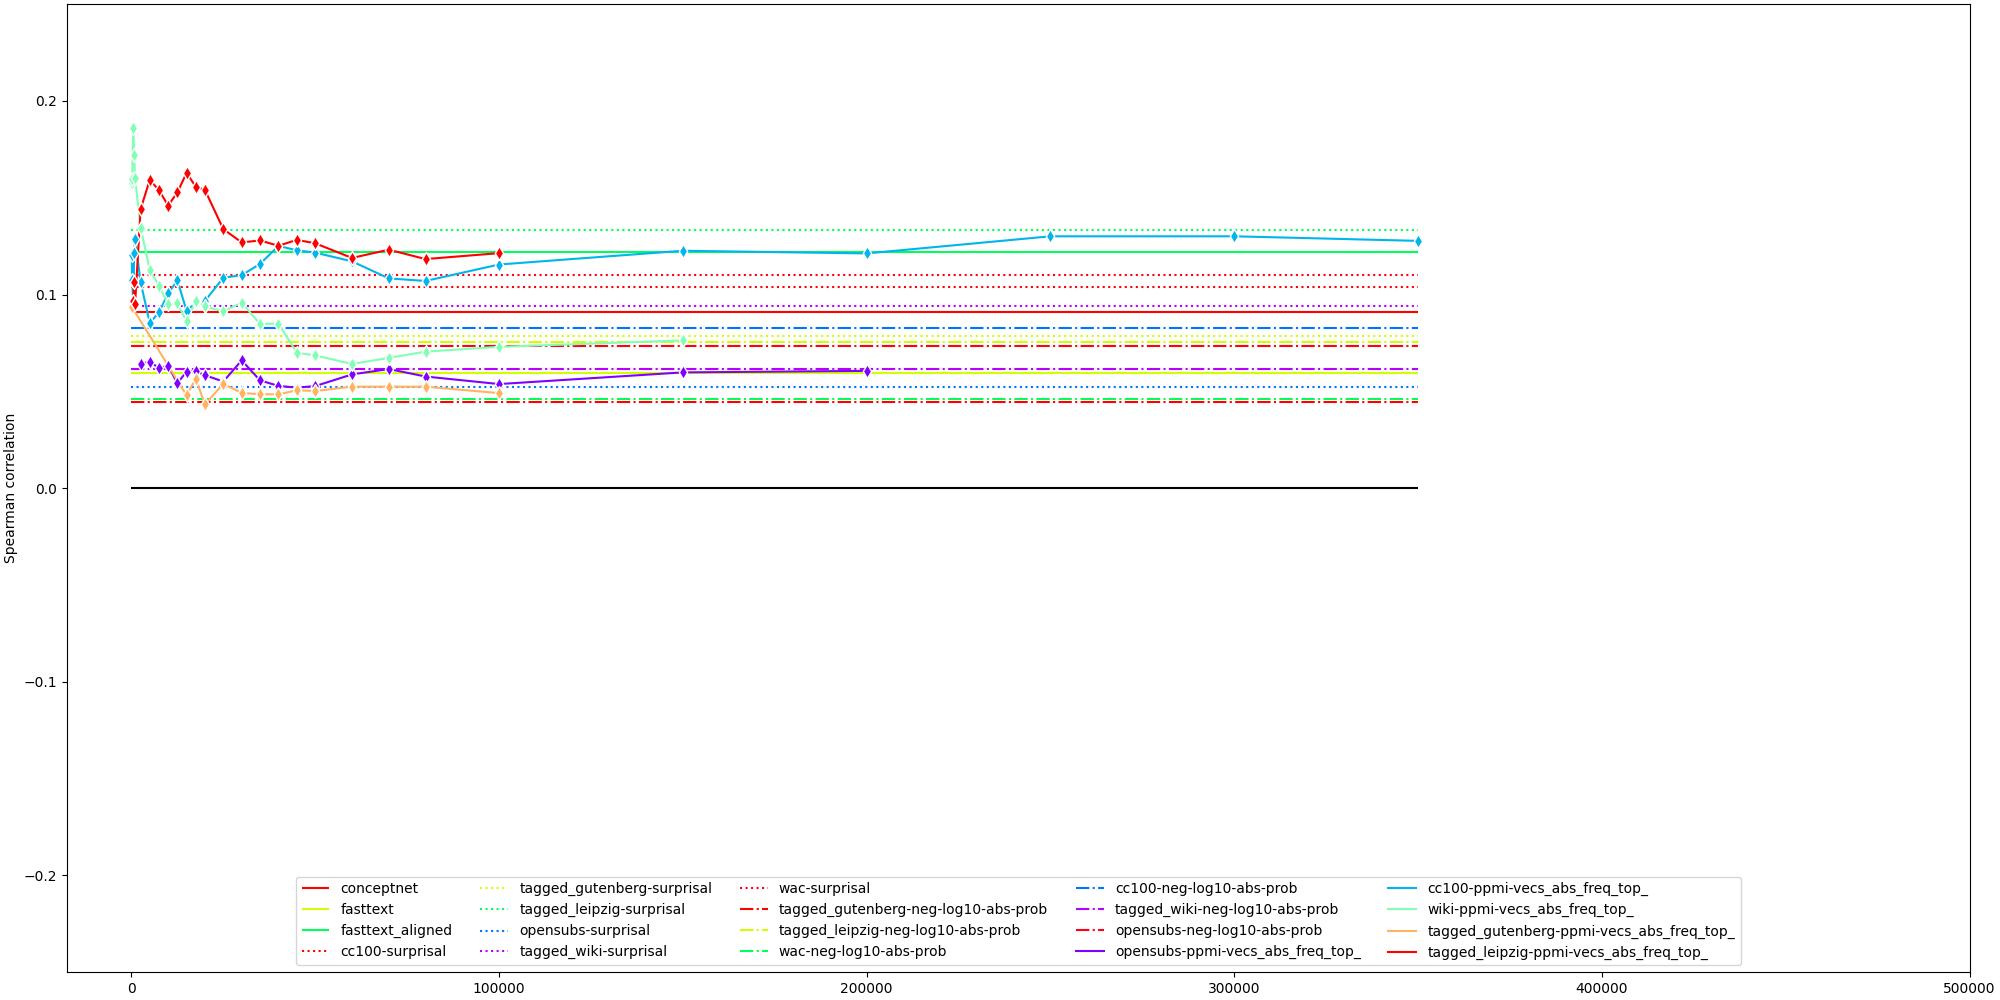 Spearman correlation
0.2
0.1
0.0
−0.1
−0.2
0
100000
200000
300000
400000
500000
conceptnet
fasttext
fasttext_aligned
cc100-surprisal
tagged_gutenberg-surprisal
tagged_leipzig-surprisal
opensubs-surprisal
tagged_wiki-surprisal
wac-surprisal
tagged_gutenberg-neg-log10-abs-prob
tagged_leipzig-neg-log10-abs-prob
wac-neg-log10-abs-prob
cc100-neg-log10-abs-prob
tagged_wiki-neg-log10-abs-prob
opensubs-neg-log10-abs-prob
opensubs-ppmi-vecs_abs_freq_top_
cc100-ppmi-vecs_abs_freq_top_
wiki-ppmi-vecs_abs_freq_top_
tagged_gutenberg-ppmi-vecs_abs_freq_top_
tagged_leipzig-ppmi-vecs_abs_freq_top_